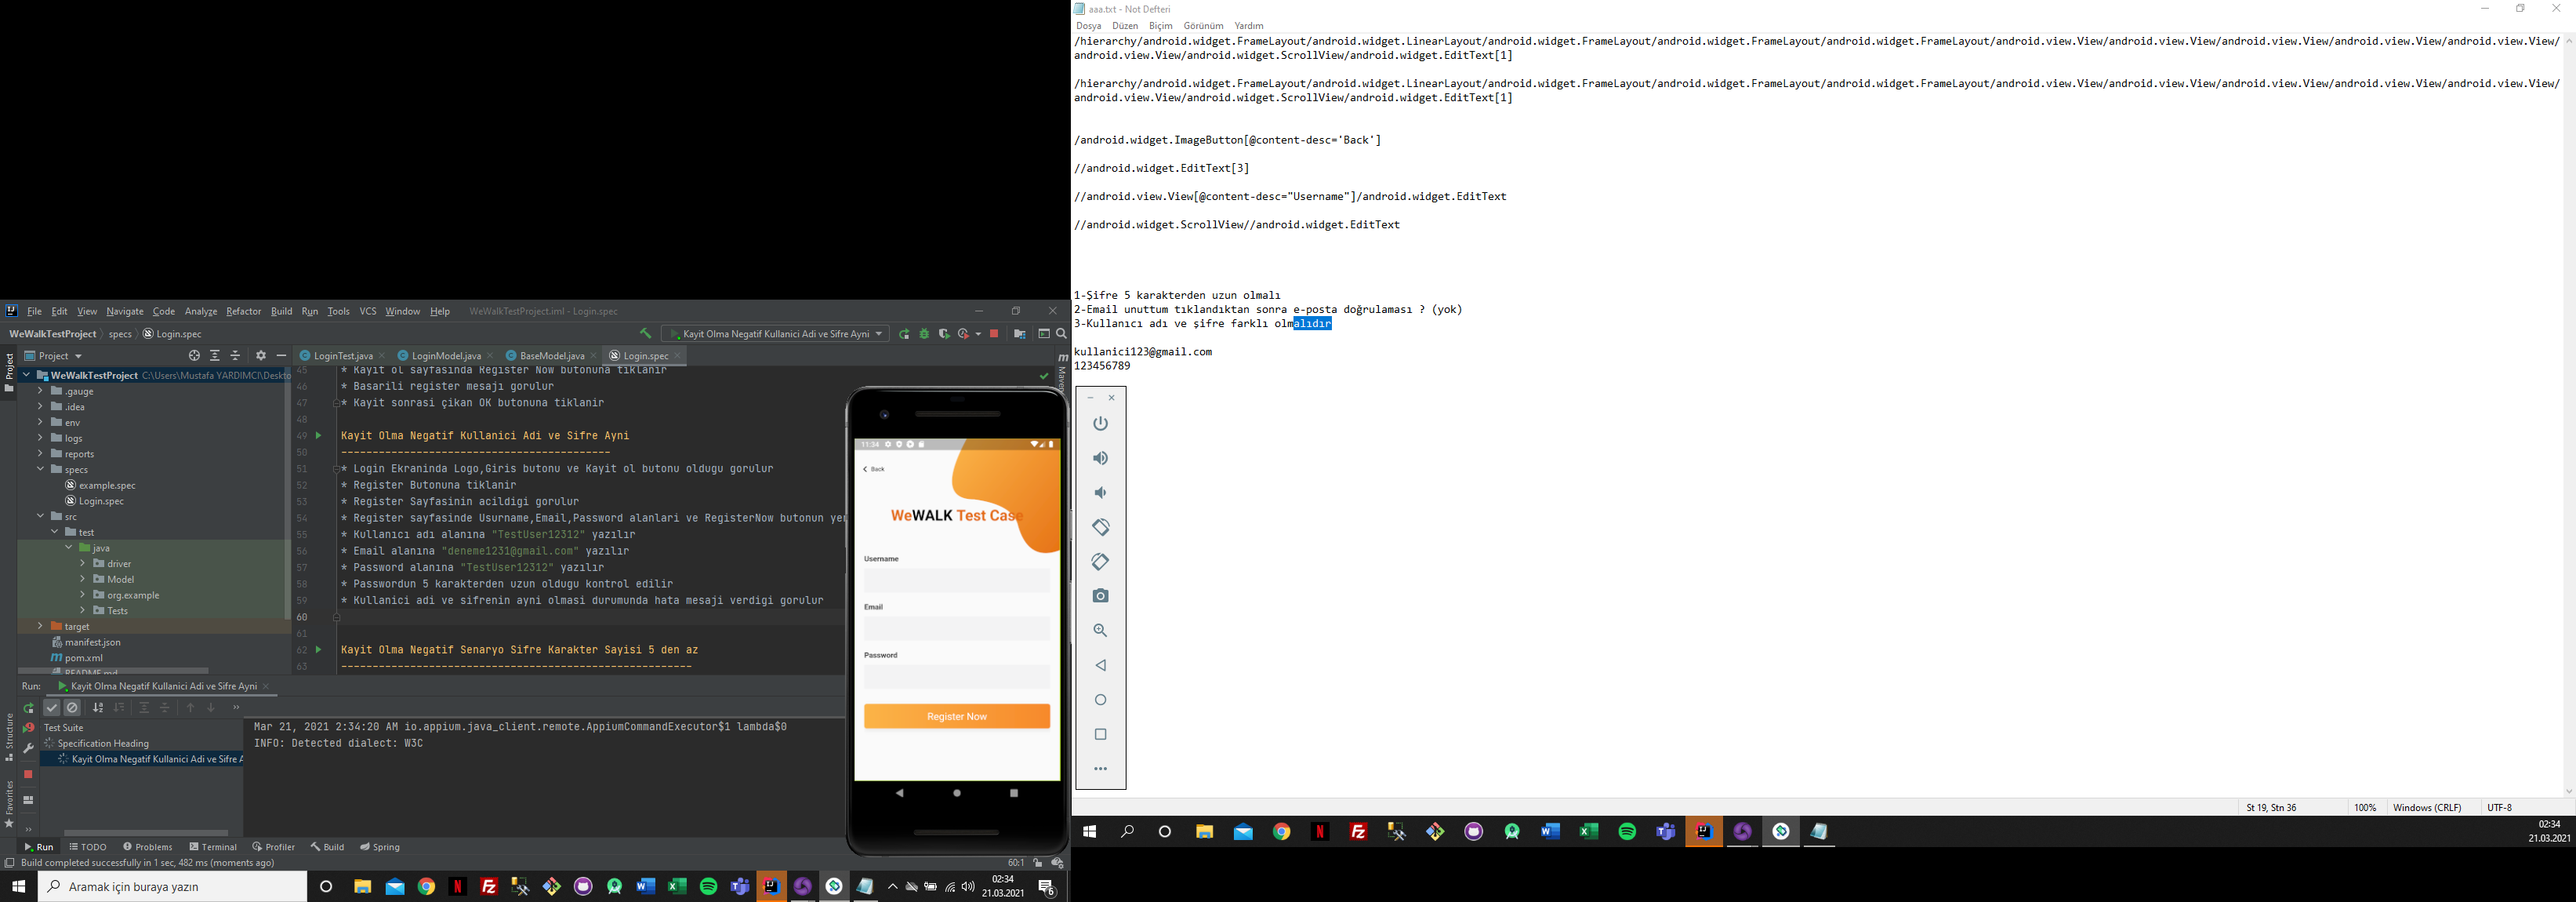 File Edit View Navigate Code Analyze Refactor Build Run Tools VCS Window Help WeWalkTestProject.iml - Login.spec
WeWalkTestProject specs Login.spec
Kayit Olma Negatif Kullanici Adi ve Sifre Ayni
Project
LoginTest.java LoginModel.java BaseModel.java Login.spec
Project
WeWalkTestProject C:\Users\Mustafa YARDIMCI\Deskto
.gauge
.idea
env
logs
reports
specs
example.spec
Login.spec
src
test
java
driver
Model
org.example
Tests
target
manifest.json
pom.xml
README.md
Structure
Favorites
Maven
45 * Kayit ol sayfasinda Register Now butonuna tiklanir
46 * Basarili register mesajı gorulur
47 * Kayit sonrasi çikan OK butonuna tiklanir
48
49 Kayit Olma Negatif Kullanici Adi ve Sifre Ayni
50 -------------------------------------------
51 * Login Ekraninda Logo,Giris butonu ve Kayit ol butonu oldugu gorulur
52 * Register Butonuna tiklanir
53 * Register Sayfasinin acildigi gorulur
54 * Register sayfasinde Usurname,Email,Password alanlari ve RegisterNow butonun yer
55 * Kullanıcı adı alanına "TestUser12312" yazılır
56 * Email alanına "deneme1231@gmail.com" yazılır
57 * Password alanına "TestUser12312" yazılır
58 * Passwordun 5 karakterden uzun oldugu kontrol edilir
59 * Kullanici adi ve sifrenin ayni olmasi durumunda hata mesaji verdigi gorulur
60
61
62 Kayit Olma Negatif Senaryo Sifre Karakter Sayisi 5 den az
63 --------------------------------------------------------
Run: Kayit Olma Negatif Kullanici Adi ve Sifre Ayni
Test Suite
Specification Heading
Kayit Olma Negatif Kullanici Adi ve Sifre A
Mar 21, 2021 2:34:20 AM io.appium.java_client.remote.AppiumCommandExecutor$1 lambda$0
INFO: Detected dialect: W3C
Run TODO Problems Terminal Profiler Build Spring
Build completed successfully in 1 sec, 482 ms (moments ago)
60:1
Aramak için buraya yazın
02:34
21.03.2021
6
11:34
Back
WeWALK Test Case
Username
Email
Password
Register Now
aaa.txt - Not Defteri
Dosya Düzen Biçim Görünüm Yardım
/hierarchy/android.widget.FrameLayout/android.widget.LinearLayout/android.widget.FrameLayout/android.widget.FrameLayout/android.widget.FrameLayout/android.view.View/android.view.View/android.view.View/android.view.View/android.view.View/
android.view.View/android.widget.ScrollView/android.widget.EditText[1]
/hierarchy/android.widget.FrameLayout/android.widget.LinearLayout/android.widget.FrameLayout/android.widget.FrameLayout/android.widget.FrameLayout/android.view.View/android.view.View/android.view.View/android.view.View/android.view.View/
android.view.View/android.widget.ScrollView/android.widget.EditText[1]
/android.widget.ImageButton[@content-desc='Back']
//android.widget.EditText[3]
//android.view.View[@content-desc="Username"]/android.widget.EditText
//android.widget.ScrollView//android.widget.EditText
1-Şifre 5 karakterden uzun olmalı
2-Email unuttum tıklandıktan sonra e-posta doğrulaması ? (yok)
3-Kullanıcı adı ve şifre farklı olmalıdır
kullanici123@gmail.com
123456789
St 19, Stn 36 100% Windows (CRLF) UTF-8
02:34
21.03.2021